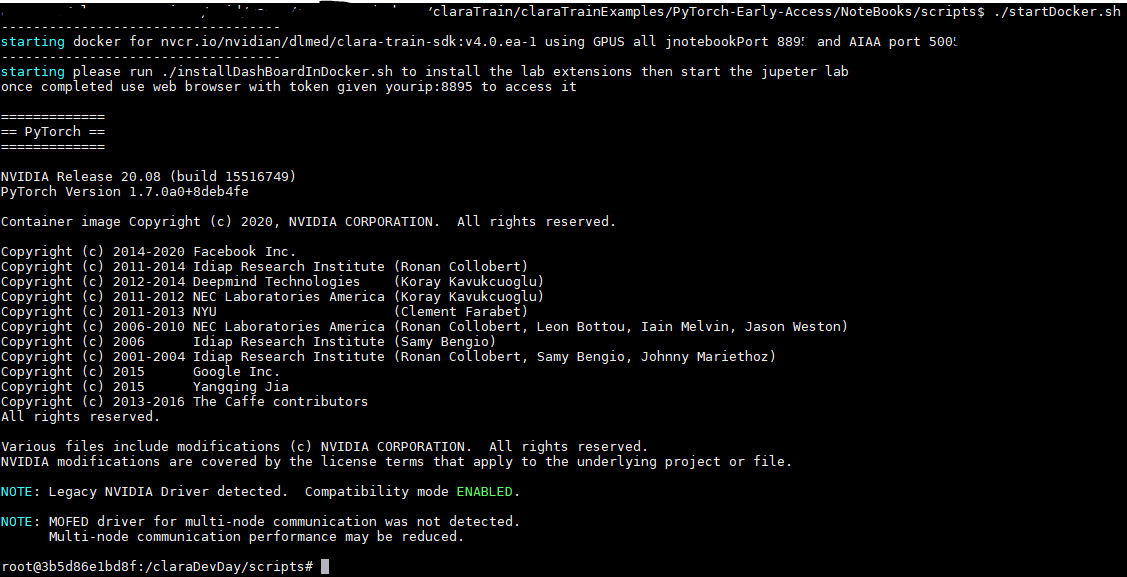 /claraTrain/claraTrainExamples/PyTorch-Early-Access/NoteBooks/scripts$ ./startDocker.sh
-----------------------------------
starting docker for nvcr.io/nvidian/dlmed/clara-train-sdk:v4.0.ea-1 using GPUS all jnotebookPort 8895 and AIAA port 5005
-----------------------------------
starting please run ./installDashBoardInDocker.sh to install the lab extensions then start the jupeter lab
once completed use web browser with token given yourip:8895 to access it
=============
== PyTorch ==
=============
NVIDIA Release 20.08 (build 15516749)
PyTorch Version 1.7.0a0+8deb4fe
Container image Copyright (c) 2020, NVIDIA CORPORATION.  All rights reserved.
Copyright (c) 2014-2020 Facebook Inc.
Copyright (c) 2011-2014 Idiap Research Institute (Ronan Collobert)
Copyright (c) 2012-2014 Deepmind Technologies    (Koray Kavukcuoglu)
Copyright (c) 2011-2012 NEC Laboratories America (Koray Kavukcuoglu)
Copyright (c) 2011-2013 NYU                      (Clement Farabet)
Copyright (c) 2006-2010 NEC Laboratories America (Ronan Collobert, Leon Bottou, Iain Melvin, Jason Weston)
Copyright (c) 2006      Idiap Research Institute (Samy Bengio)
Copyright (c) 2001-2004 Idiap Research Institute (Ronan Collobert, Samy Bengio, Johnny Mariethoz)
Copyright (c) 2015      Google Inc.
Copyright (c) 2015      Yangqing Jia
Copyright (c) 2013-2016 The Caffe contributors
All rights reserved.
Various files include modifications (c) NVIDIA CORPORATION.  All rights reserved.
NVIDIA modifications are covered by the license terms that apply to the underlying project or file.
NOTE: Legacy NVIDIA Driver detected.  Compatibility mode ENABLED.
NOTE: MOFED driver for multi-node communication was not detected.
      Multi-node communication performance may be reduced.
root@3b5d86e1bd8f:/claraDevDay/scripts#